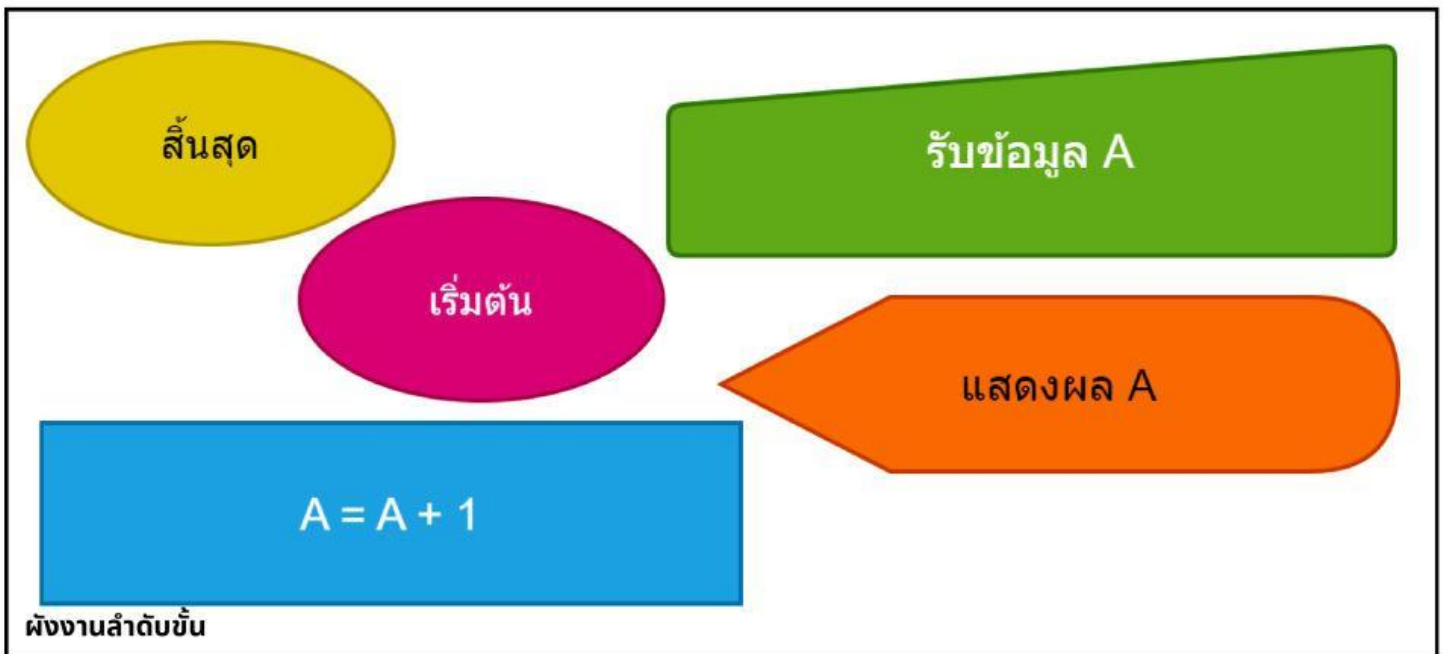 สิ้นสุด
รับข้อมูล A
เริ่มต้น
แสดงผล A
A = A + 1
ผังงานลำดับขั้น